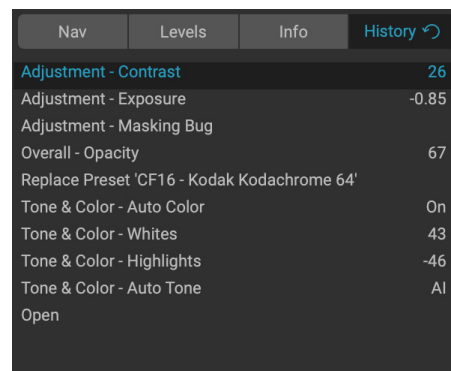 Nav Levels Info History
Adjustment - Contrast 26
Adjustment - Exposure -0.85
Adjustment - Masking Bug
Overall - Opacity 67
Replace Preset 'CF16 - Kodak Kodachrome 64'
Tone & Color - Auto Color On
Tone & Color - Whites 43
Tone & Color - Highlights -46
Tone & Color - Auto Tone AI
Open